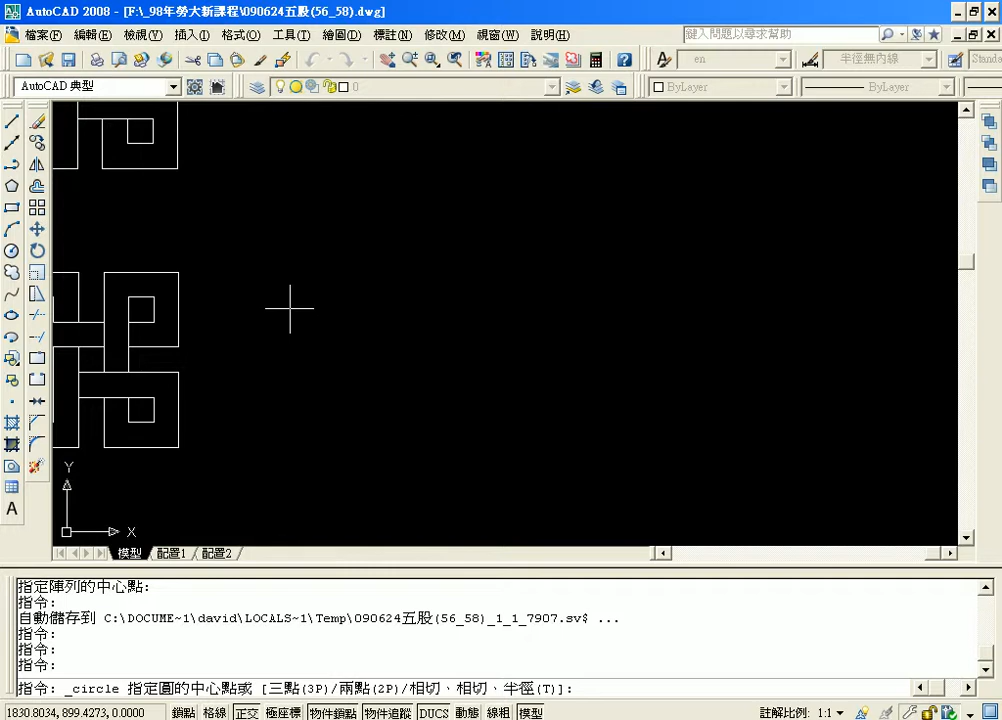 AutoCAD 2008 - [F:\_98年勞大新課程\090624五股(56_58).dwg]
檔案(F) 編輯(E) 檢視(V) 插入(I) 格式(O) 工具(T) 繪圖(D) 標註(N) 修改(M) 視窗(W) 說明(H) 鍵入問題以尋求幫助
en 半徑無內線 Standa
AutoCAD 典型 0 ByLayer ByLayer
A
Y
X
模型 配置1 配置2
指定陣列的中心點:
指令:
自動儲存到 C:\DOCUME~1\david\LOCALS~1\Temp\090624五股(56_58)_1_1_7907.sv$ ...
指令:
指令:
指令:
指令: _circle 指定圓的中心點或 [三點(3P)/兩點(2P)/相切、相切、半徑(T)]:
1830.8034, 899.4273, 0.0000 鎖點 格線 正交 極座標 物件鎖點 物件追蹤 DUCS 動態 線粗 模型 註解比例: 1:1